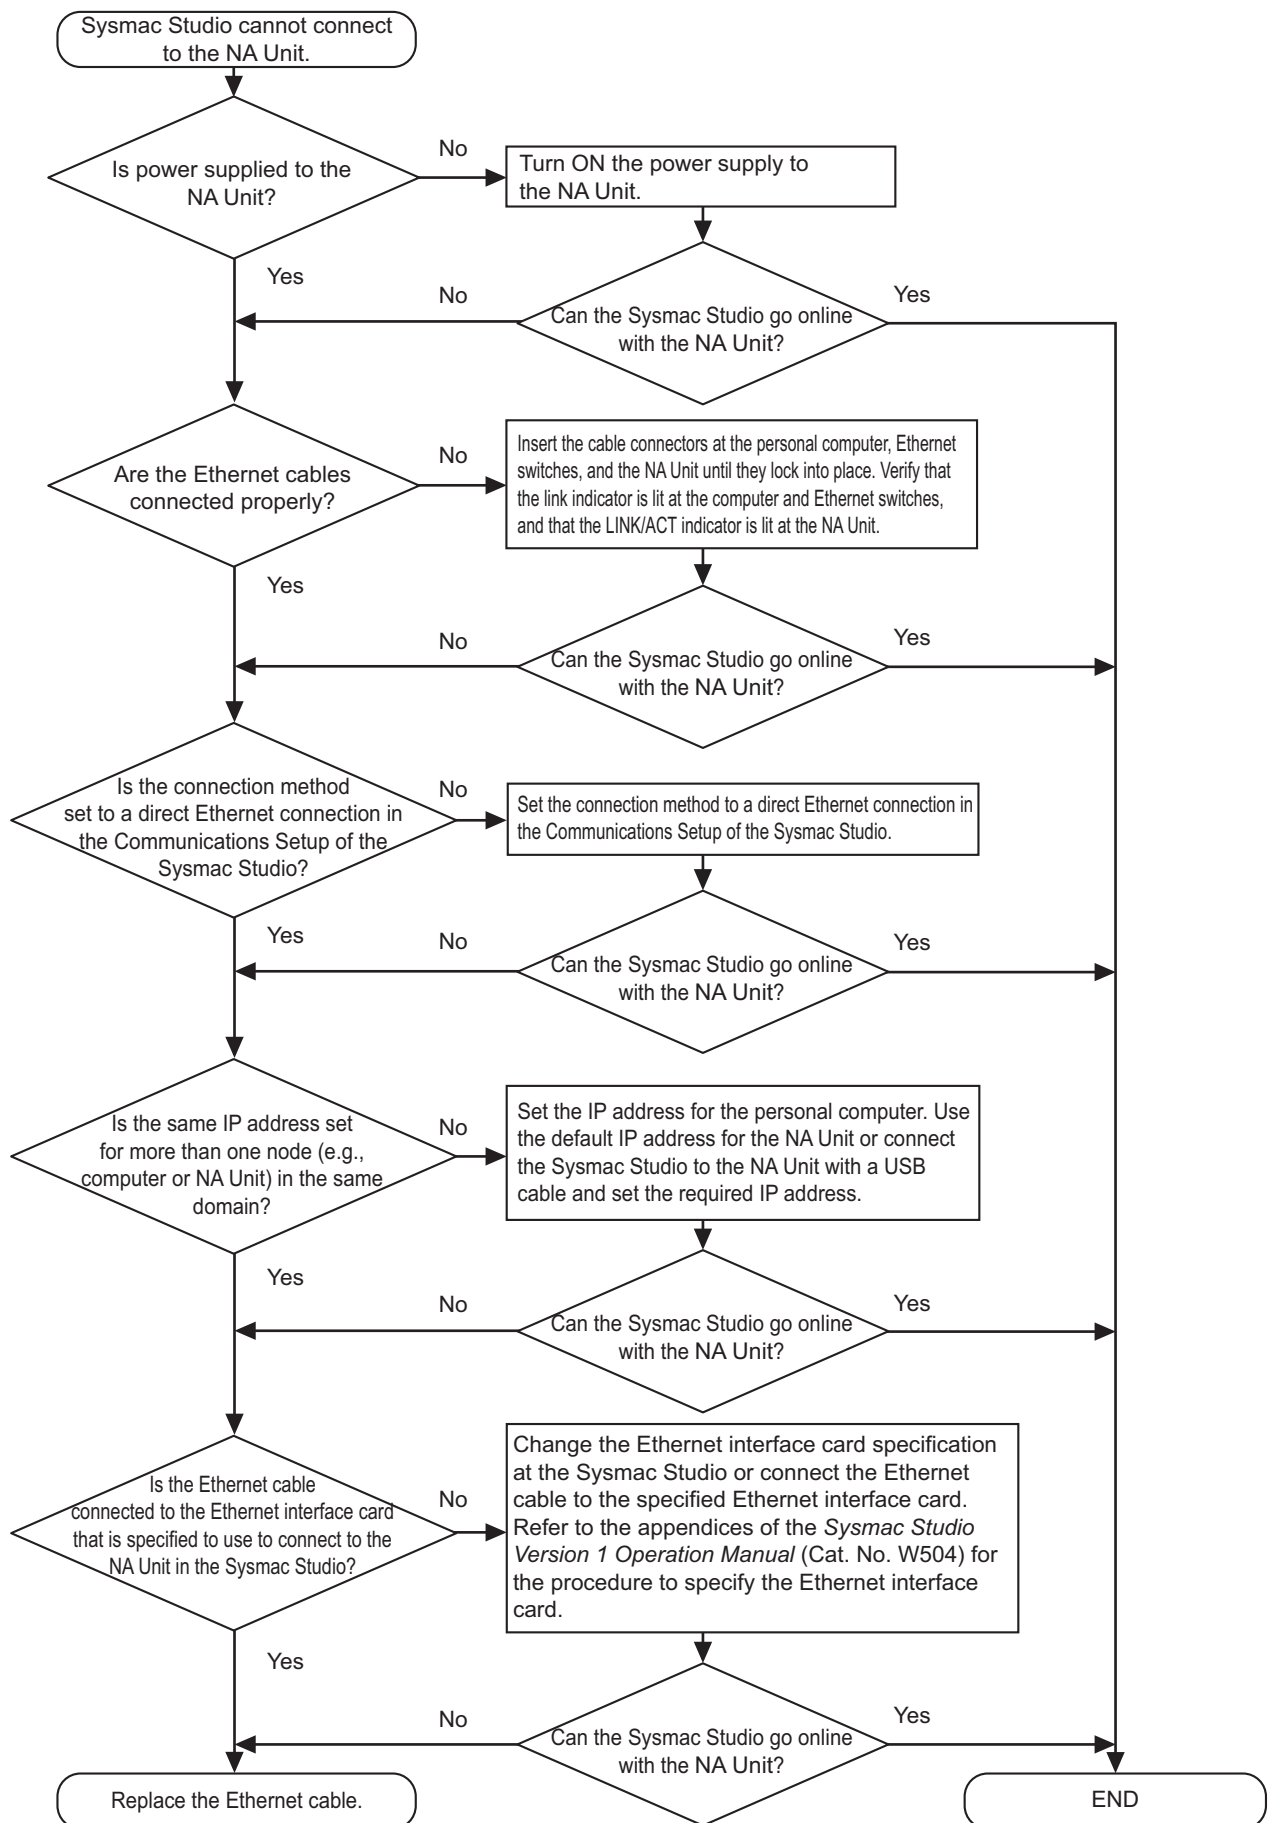 Sysmac Studio cannot connect
to the NA Unit.
Is power supplied to the
NA Unit?
No
Turn ON the power supply to
the NA Unit.
Yes
No
Can the Sysmac Studio go online
with the NA Unit?
Yes
Are the Ethernet cables
connected properly?
No
Insert the cable connectors at the personal computer, Ethernet
switches, and the NA Unit until they lock into place. Verify that
the link indicator is lit at the computer and Ethernet switches,
and that the LINK/ACT indicator is lit at the NA Unit.
Yes
No
Can the Sysmac Studio go online
with the NA Unit?
Yes
Is the connection method
set to a direct Ethernet connection in
the Communications Setup of the
Sysmac Studio?
No
Set the connection method to a direct Ethernet connection in
the Communications Setup of the Sysmac Studio.
Yes
No
Can the Sysmac Studio go online
with the NA Unit?
Yes
Is the same IP address set
for more than one node (e.g.,
computer or NA Unit) in the same
domain?
No
Set the IP address for the personal computer. Use
the default IP address for the NA Unit or connect
the Sysmac Studio to the NA Unit with a USB
cable and set the required IP address.
Yes
No
Can the Sysmac Studio go online
with the NA Unit?
Yes
Is the Ethernet cable
connected to the Ethernet interface card
that is specified to use to connect to the
NA Unit in the Sysmac Studio?
No
Change the Ethernet interface card specification
at the Sysmac Studio or connect the Ethernet
cable to the specified Ethernet interface card.
Refer to the appendices of the Sysmac Studio
Version 1 Operation Manual (Cat. No. W504) for
the procedure to specify the Ethernet interface
card.
Yes
No
Can the Sysmac Studio go online
with the NA Unit?
Yes
Replace the Ethernet cable.
END